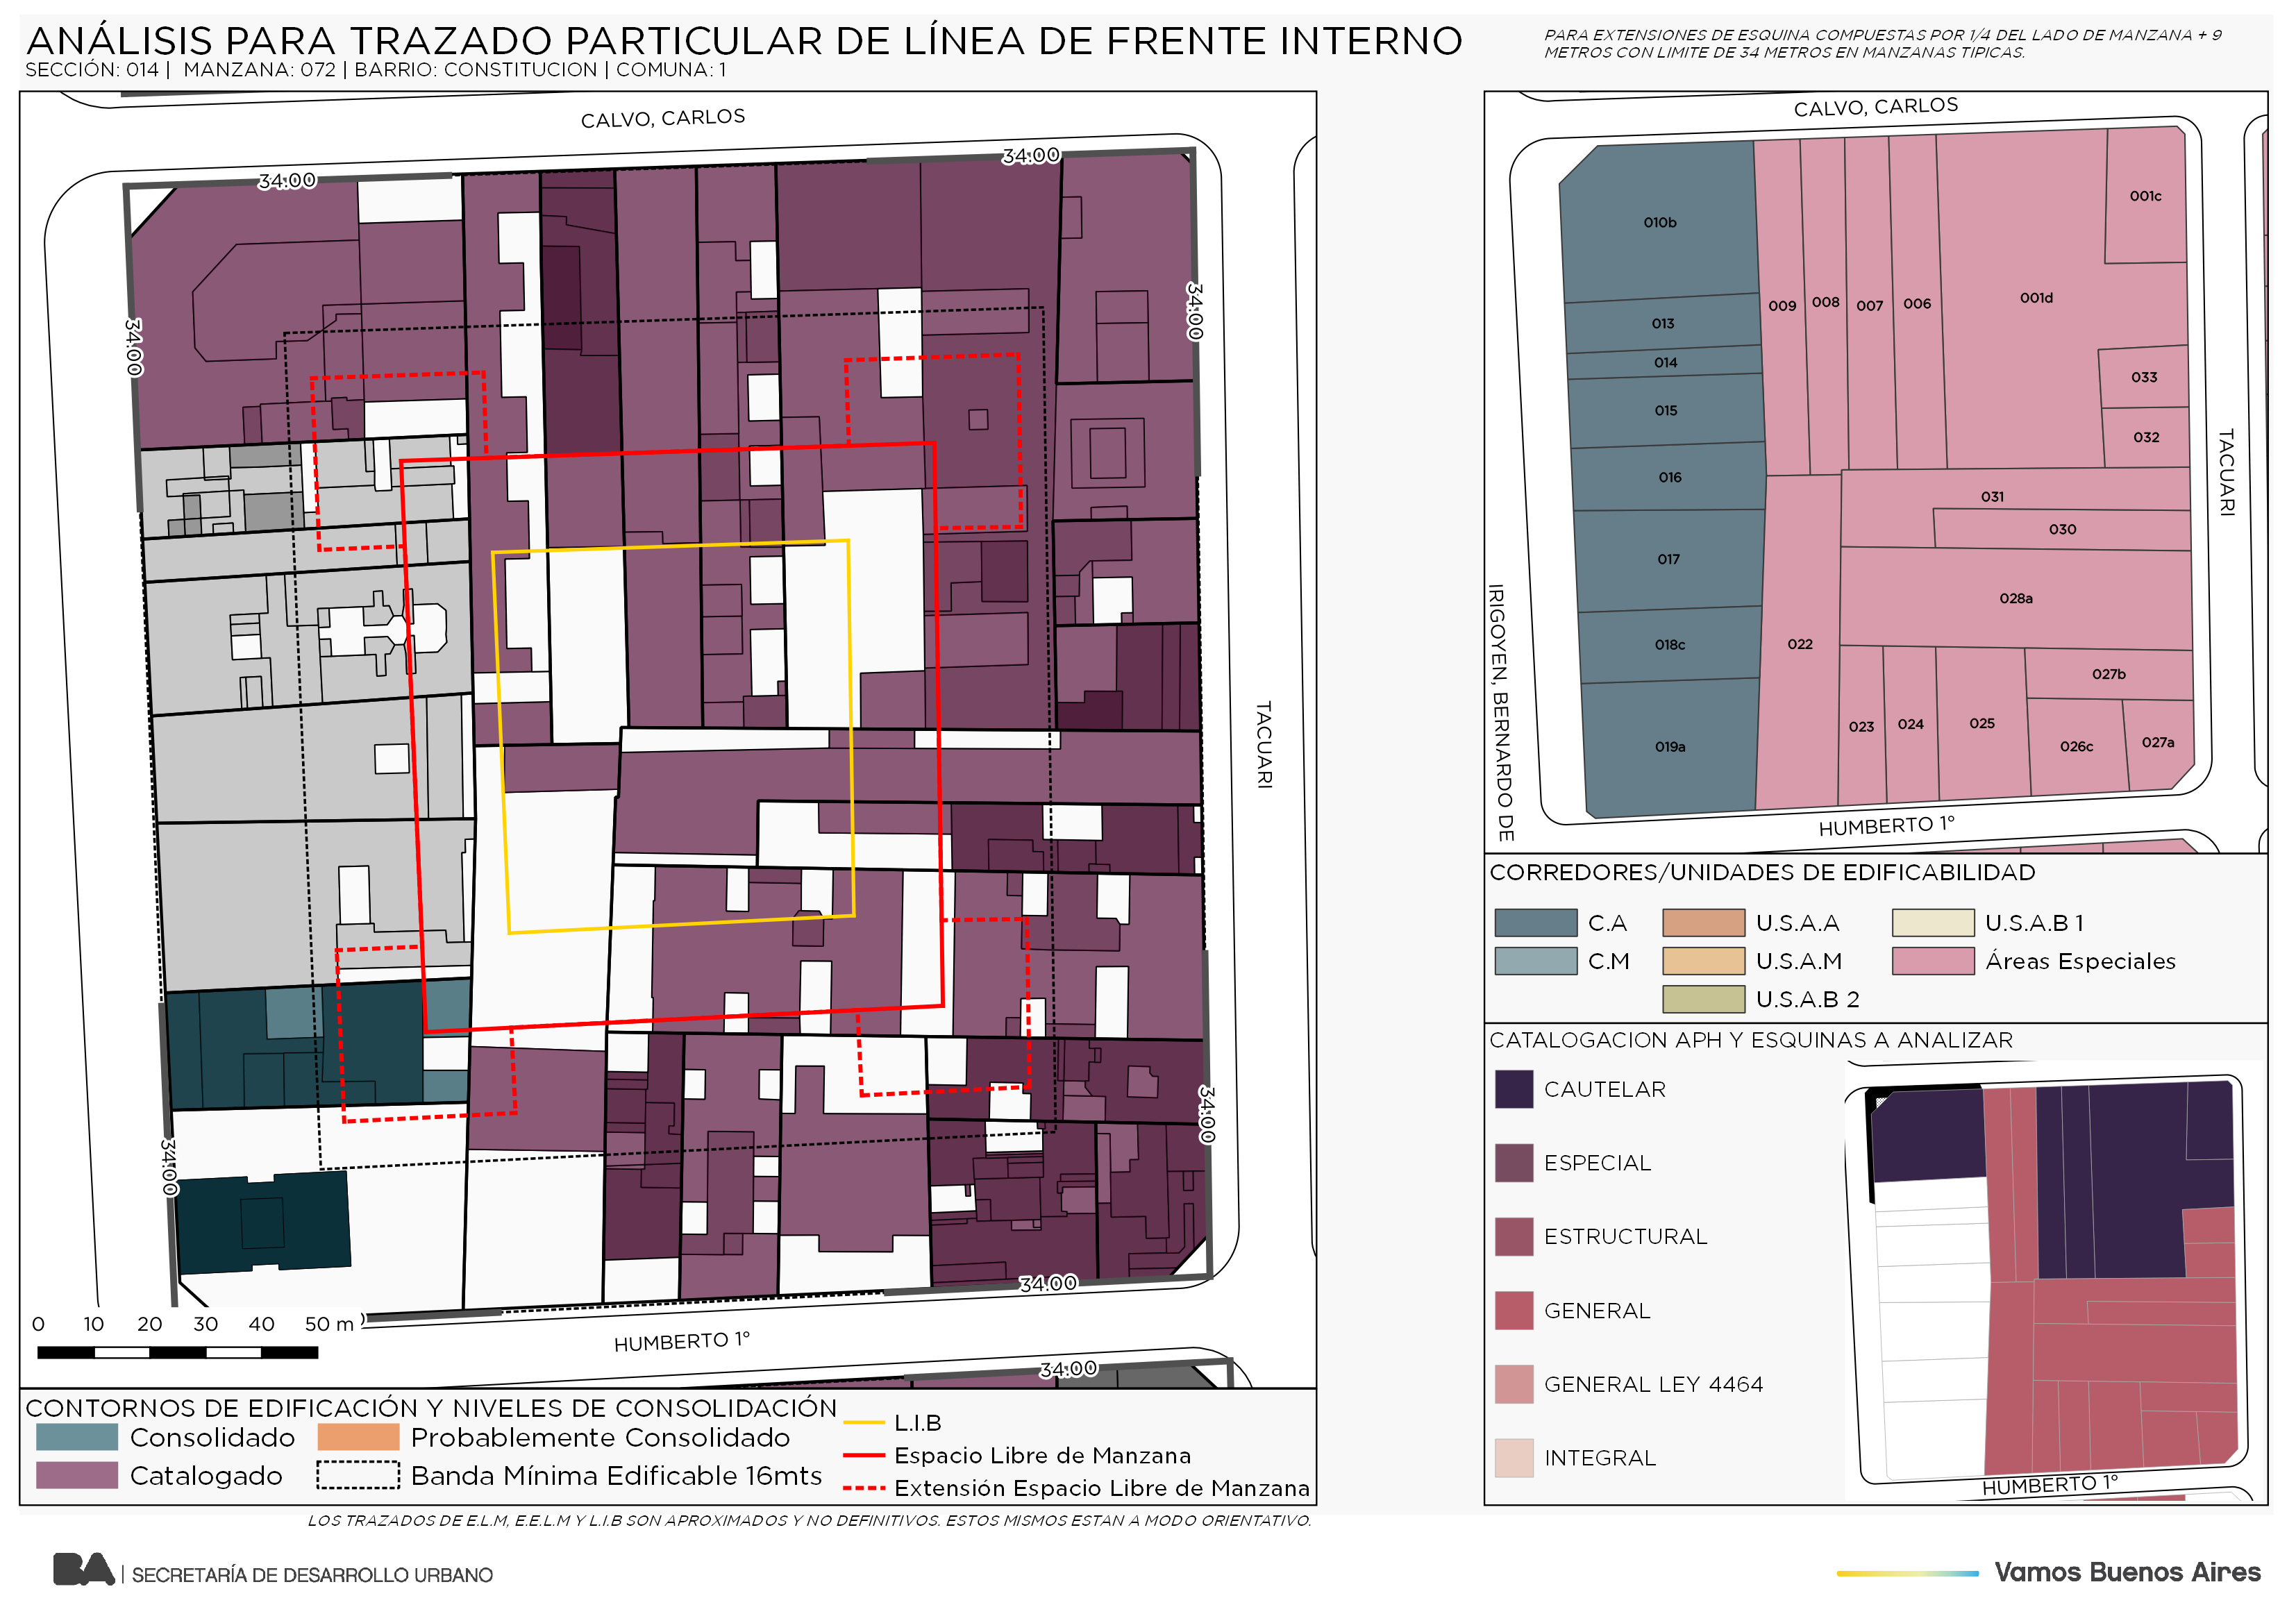 ANÁLISIS PARA TRAZADO PARTICULAR DE LÍNEA DE FRENTE INTERNO
SECCIÓN: 014 | MANZANA: 072 | BARRIO: CONSTITUCION | COMUNA: 1
PARA EXTENSIONES DE ESQUINA COMPUESTAS POR 1/4 DEL LADO DE MANZANA + 9
METROS CON LIMITE DE 34 METROS EN MANZANAS TIPICAS.
CALVO, CARLOS
34:00
34:00
34:00
34:00
TACUARI
34:00
34:00
34:00
HUMBERTO 1°
34:00
0 10 20 30 40 50 m
CONTORNOS DE EDIFICACIÓN Y NIVELES DE CONSOLIDACIÓN
Consolidado
Probablemente Consolidado
Catalogado
Banda Mínima Edificable 16mts
L.I.B
Espacio Libre de Manzana
Extensión Espacio Libre de Manzana
CALVO, CARLOS
010b
001c
013
009
008
007
006
001d
014
033
015
032
016
031
030
017
028a
018c
022
027b
019a
023
024
025
026c
027a
TACUARI
IRIGOYEN, BERNARDO DE
HUMBERTO 1°
CORREDORES/UNIDADES DE EDIFICABILIDAD
C.A
U.S.A.A
U.S.A.B 1
C.M
U.S.A.M
Áreas Especiales
U.S.A.B 2
CATALOGACION APH Y ESQUINAS A ANALIZAR
CAUTELAR
ESPECIAL
ESTRUCTURAL
GENERAL
GENERAL LEY 4464
INTEGRAL
HUMBERTO 1°
LOS TRAZADOS DE E.L.M, E.E.L.M Y L.I.B SON APROXIMADOS Y NO DEFINITIVOS. ESTOS MISMOS ESTAN A MODO ORIENTATIVO.
BA | SECRETARÍA DE DESARROLLO URBANO
Vamos Buenos Aires